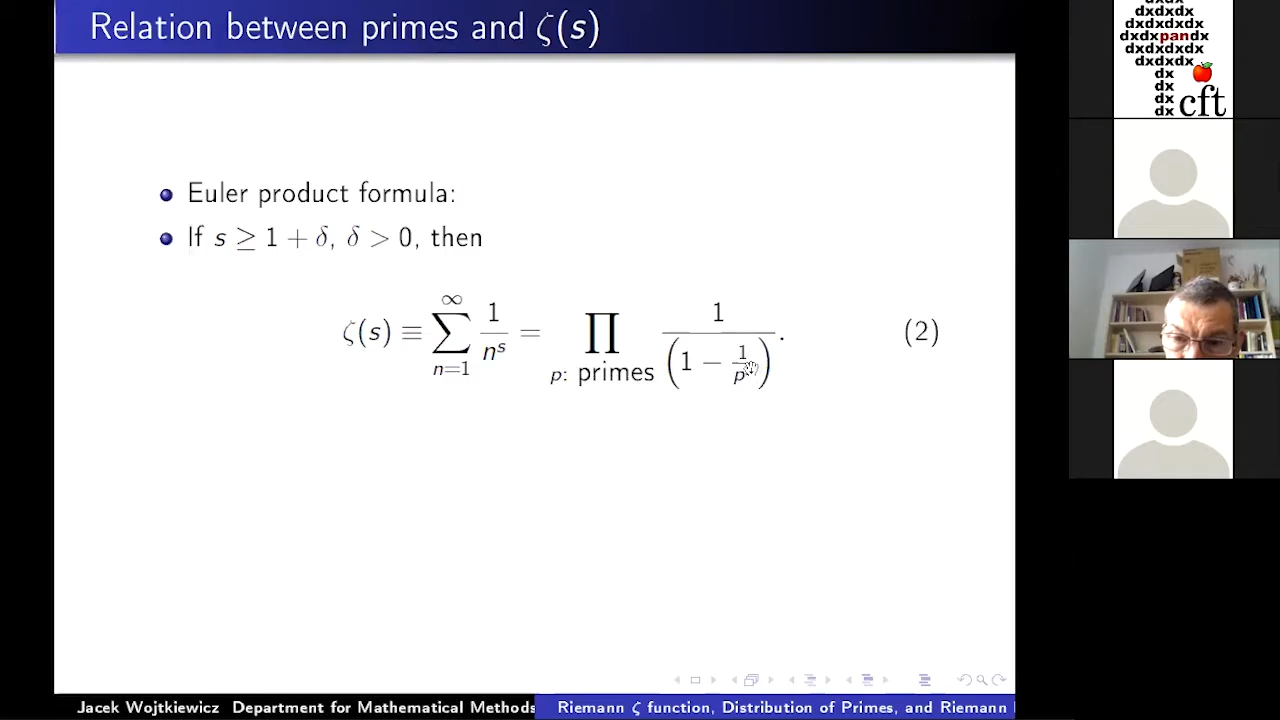 Relation between primes and ζ(s)
Euler product formula:
If s ≥ 1 + δ, δ > 0, then
ζ(s) ≡ ∑_{n=1}^{∞} 1/n^s = ∏_{p: primes} 1/(1 − 1/p). (2)
Jacek Wojtkiewicz Department for Mathematical Methods Riemann ζ function, Distribution of Primes, and Riemann
dxdxdx
dxdxdxdx
dxdxpandx
dxdxdxdx
dxdxdx
dx
dx
dx
dx cft